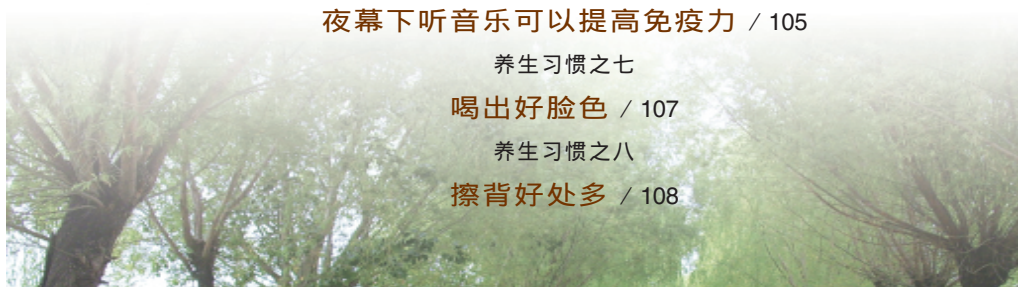 夜幕下听音乐可以提高免疫力 / 105
养生习惯之七
喝出好脸色 / 107
养生习惯之八
擦背好处多 / 108